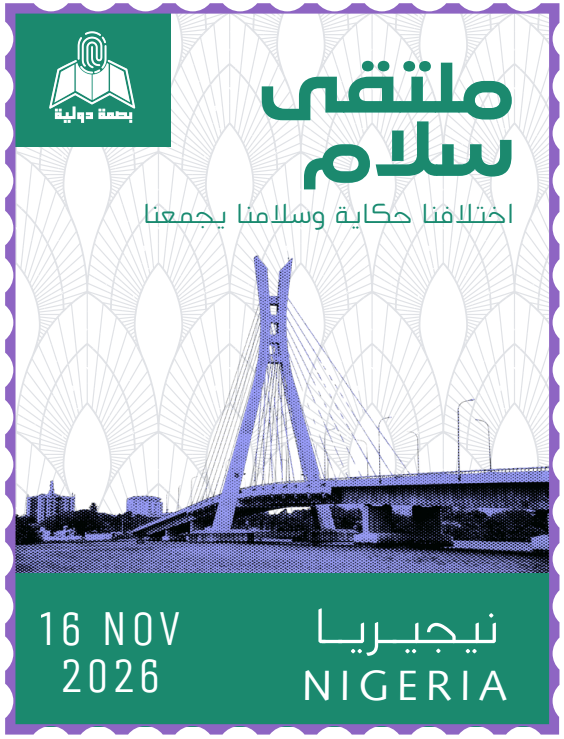 بصمة دولية
ملتقى
سلام
اختلافنا حكاية وسلامنا يجمعنا
16 NOV
2026
نيجيريا
NIGERIA